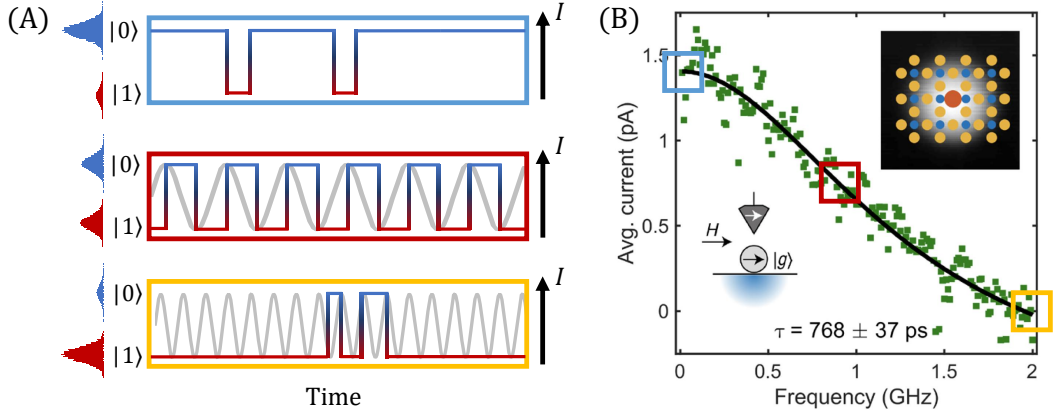 (A)
|0⟩
|1⟩
I
|0⟩
|1⟩
I
|0⟩
|1⟩
I
Time
(B)
Avg. current (pA)
1.5
1
0.5
0
H
|g⟩
τ = 768 ± 37 ps
0
0.5
1
1.5
2
Frequency (GHz)